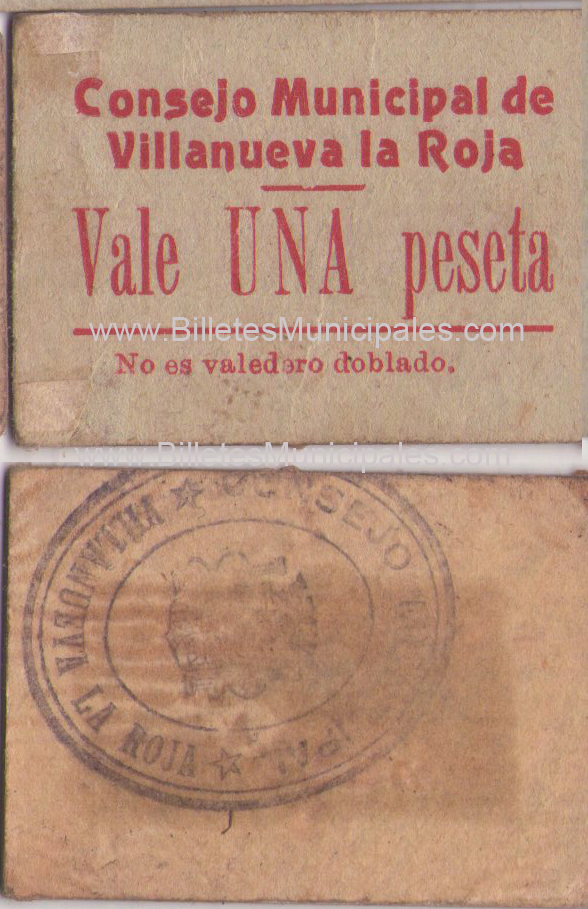 Consejo Municipal de
Villanueva la Roja
Vale UNA peseta
www.BilletesMunicipales.com
No es valedero doblado.
www.BilletesMunicipales.com
CONSEJO
VILLANUEVA LA ROJA